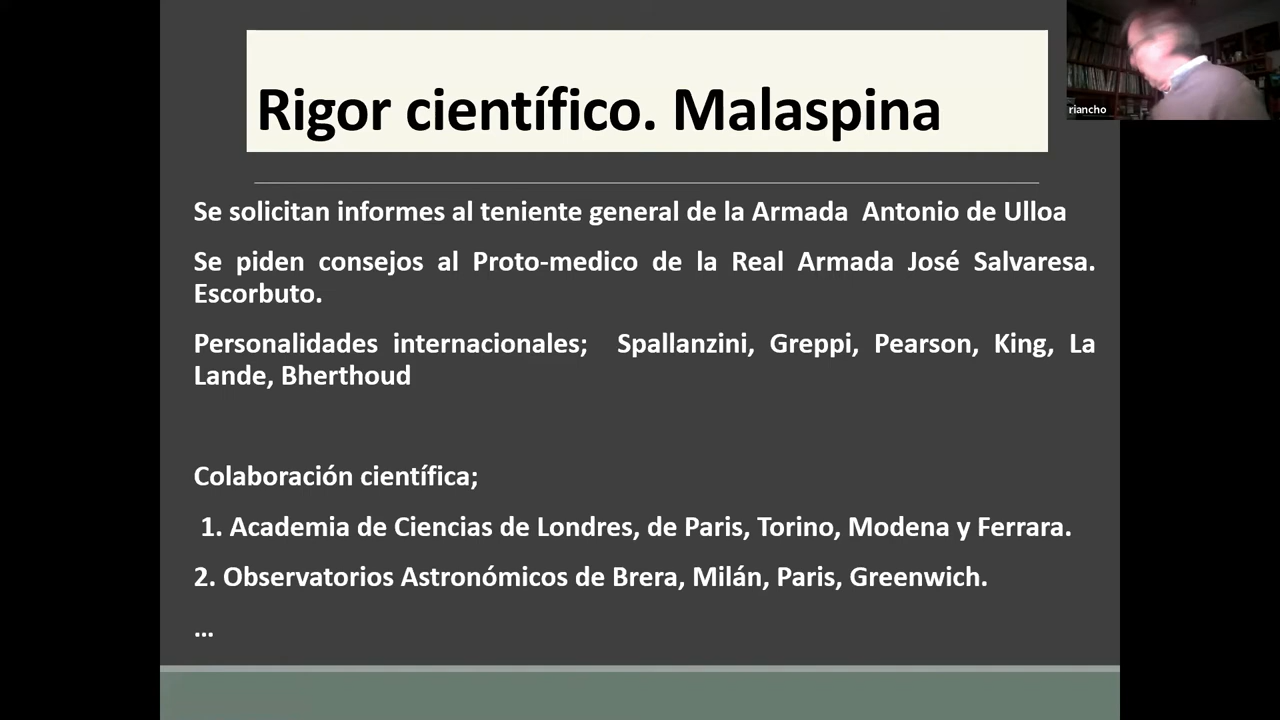 Rigor científico. Malaspina
riancho
Se solicitan informes al teniente general de la Armada Antonio de Ulloa
Se piden consejos al Proto-medico de la Real Armada José Salvaresa.
Escorbuto.
Personalidades internacionales; Spallanzini, Greppi, Pearson, King, La
Lande, Bherthoud
Colaboración científica;
1. Academia de Ciencias de Londres, de Paris, Torino, Modena y Ferrara.
2. Observatorios Astronómicos de Brera, Milán, Paris, Greenwich.
...